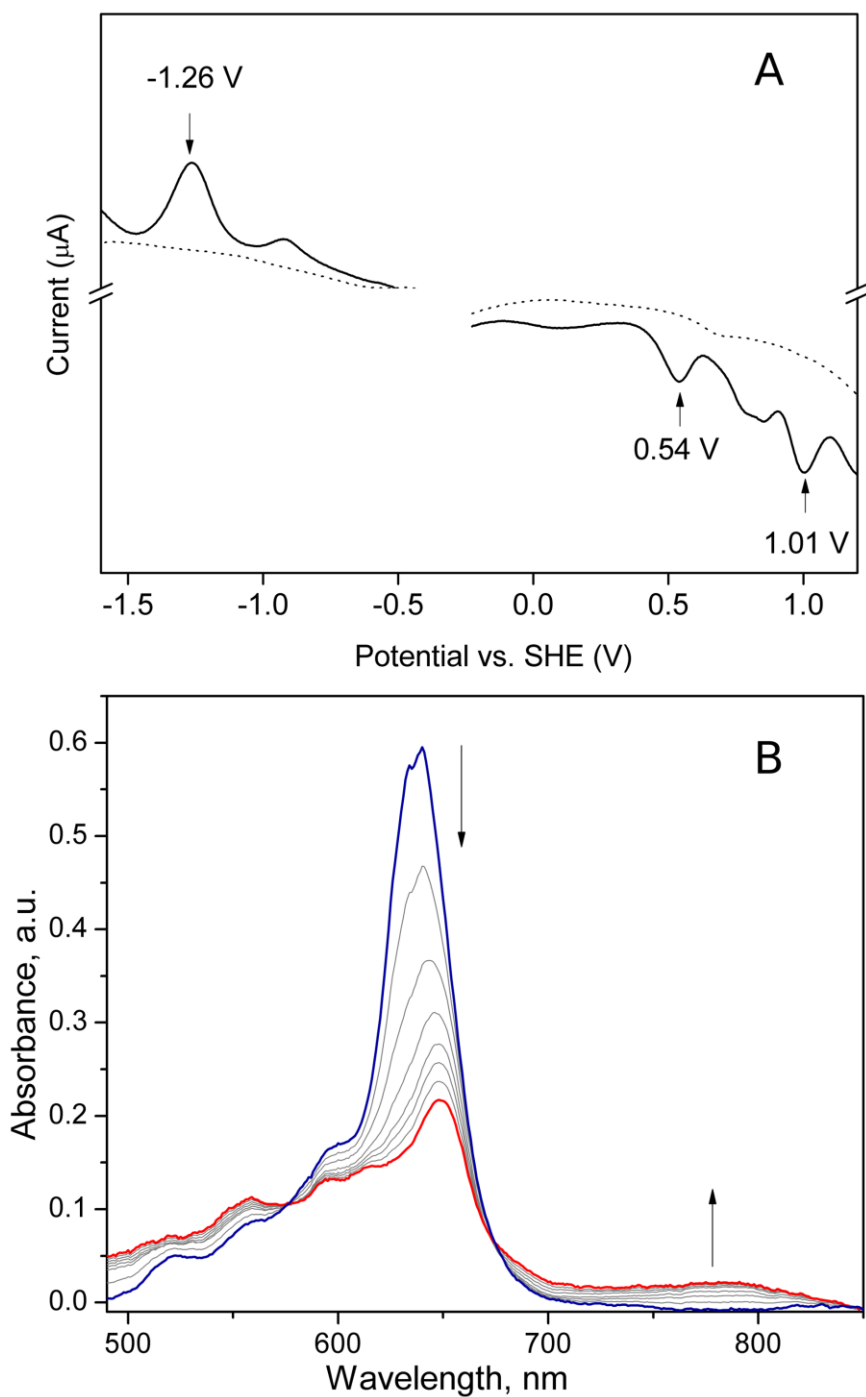 A
-1.26 V
Current (μA)
0.54 V
1.01 V
-1.5 -1.0 -0.5 0.0 0.5 1.0
Potential vs. SHE (V)
B
0.6
0.5
0.4
0.3
0.2
0.1
0.0
Absorbance, a.u.
500 600 700 800
Wavelength, nm